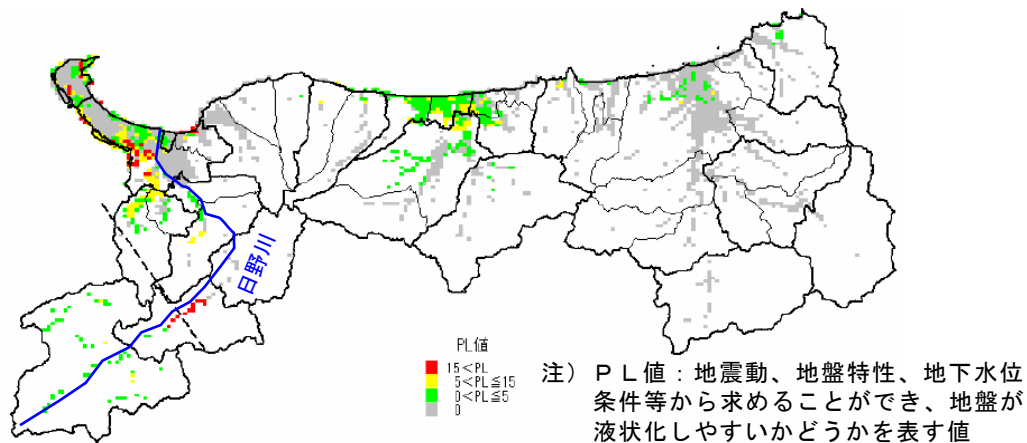 日野川
PL値
15<PL
5<PL≦15
0<PL≦5
0
注) PL値:地震動、地盤特性、地下水位
条件等から求めることができ、地盤が
液状化しやすいかどうかを表す値